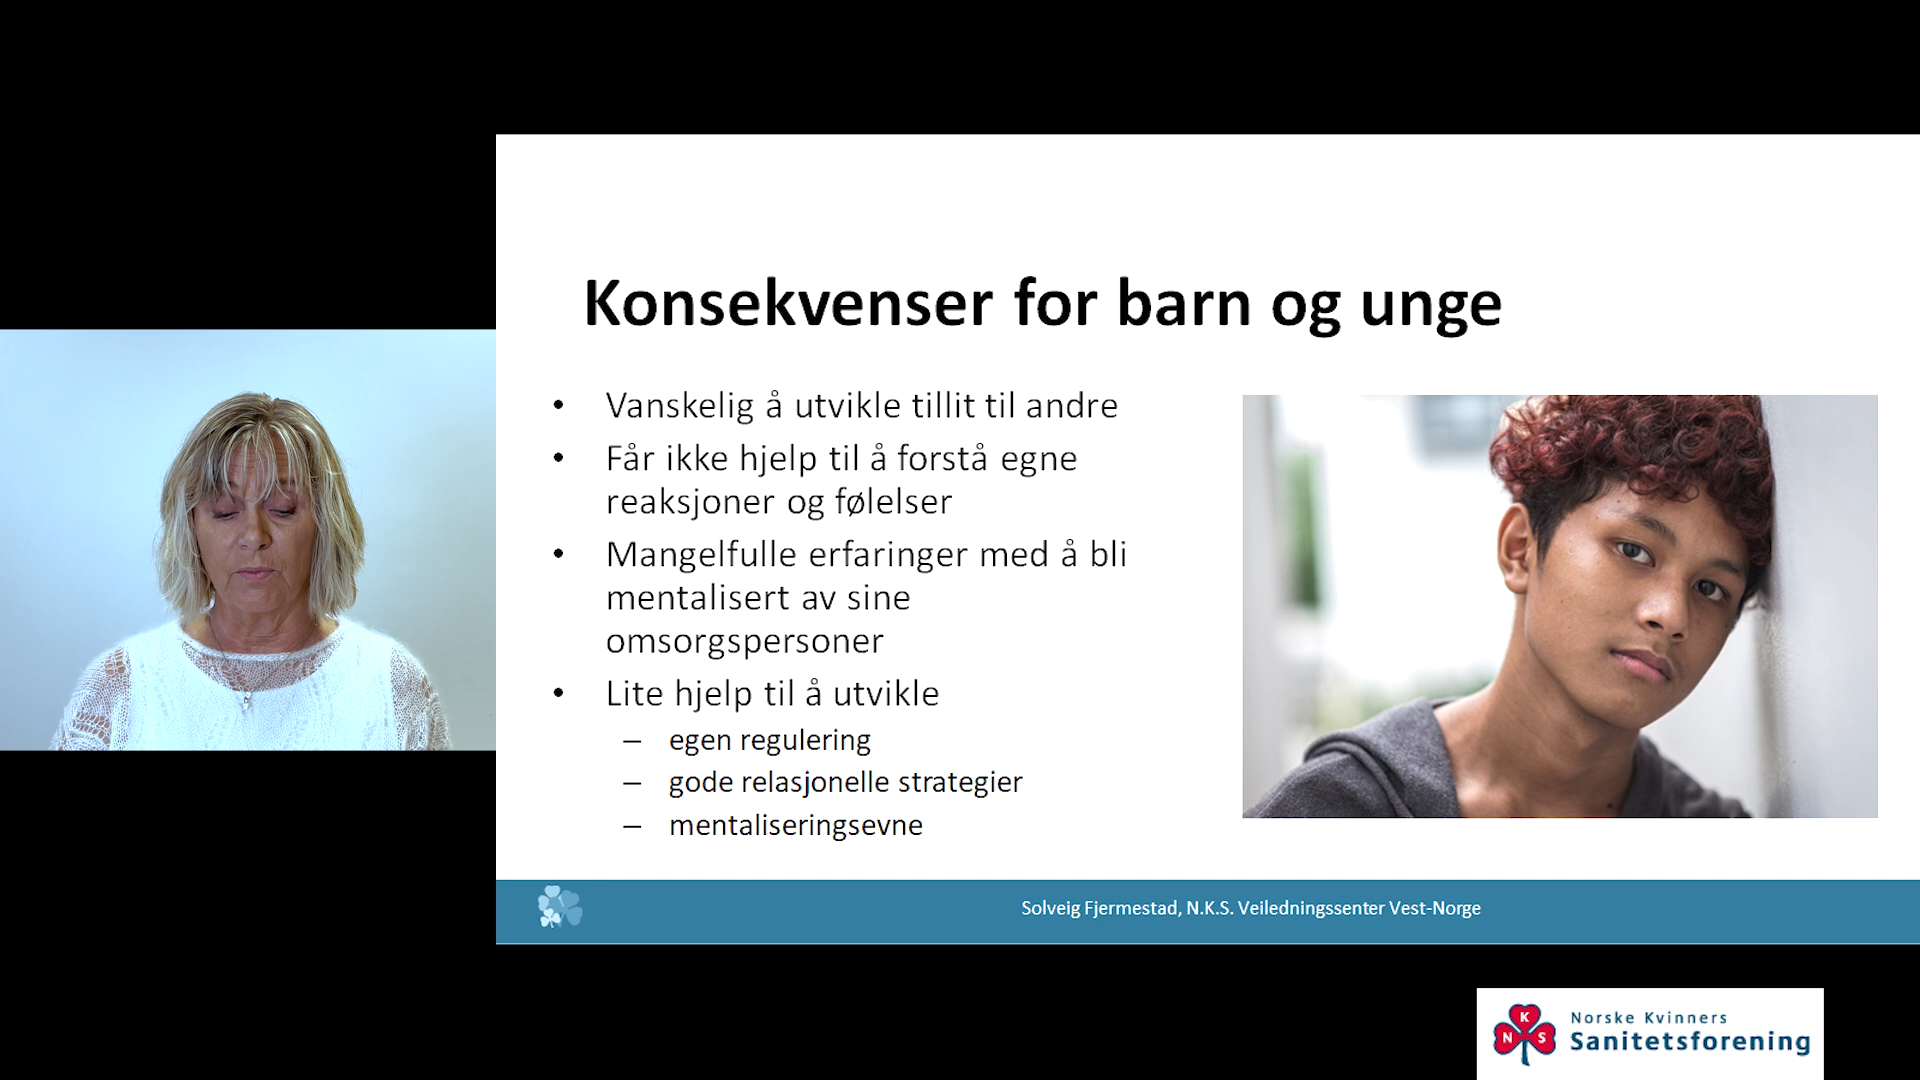 Konsekvenser for barn og unge
• Vanskelig å utvikle tillit til andre
• Får ikke hjelp til å forstå egne
reaksjoner og følelser
• Mangelfulle erfaringer med å bli
mentalisert av sine
omsorgspersoner
• Lite hjelp til å utvikle
– egen regulering
– gode relasjonelle strategier
– mentaliseringsevne
Solveig Fjermestad, N.K.S. Veiledningssenter Vest-Norge
N K S
Norske Kvinners
Sanitetsforening